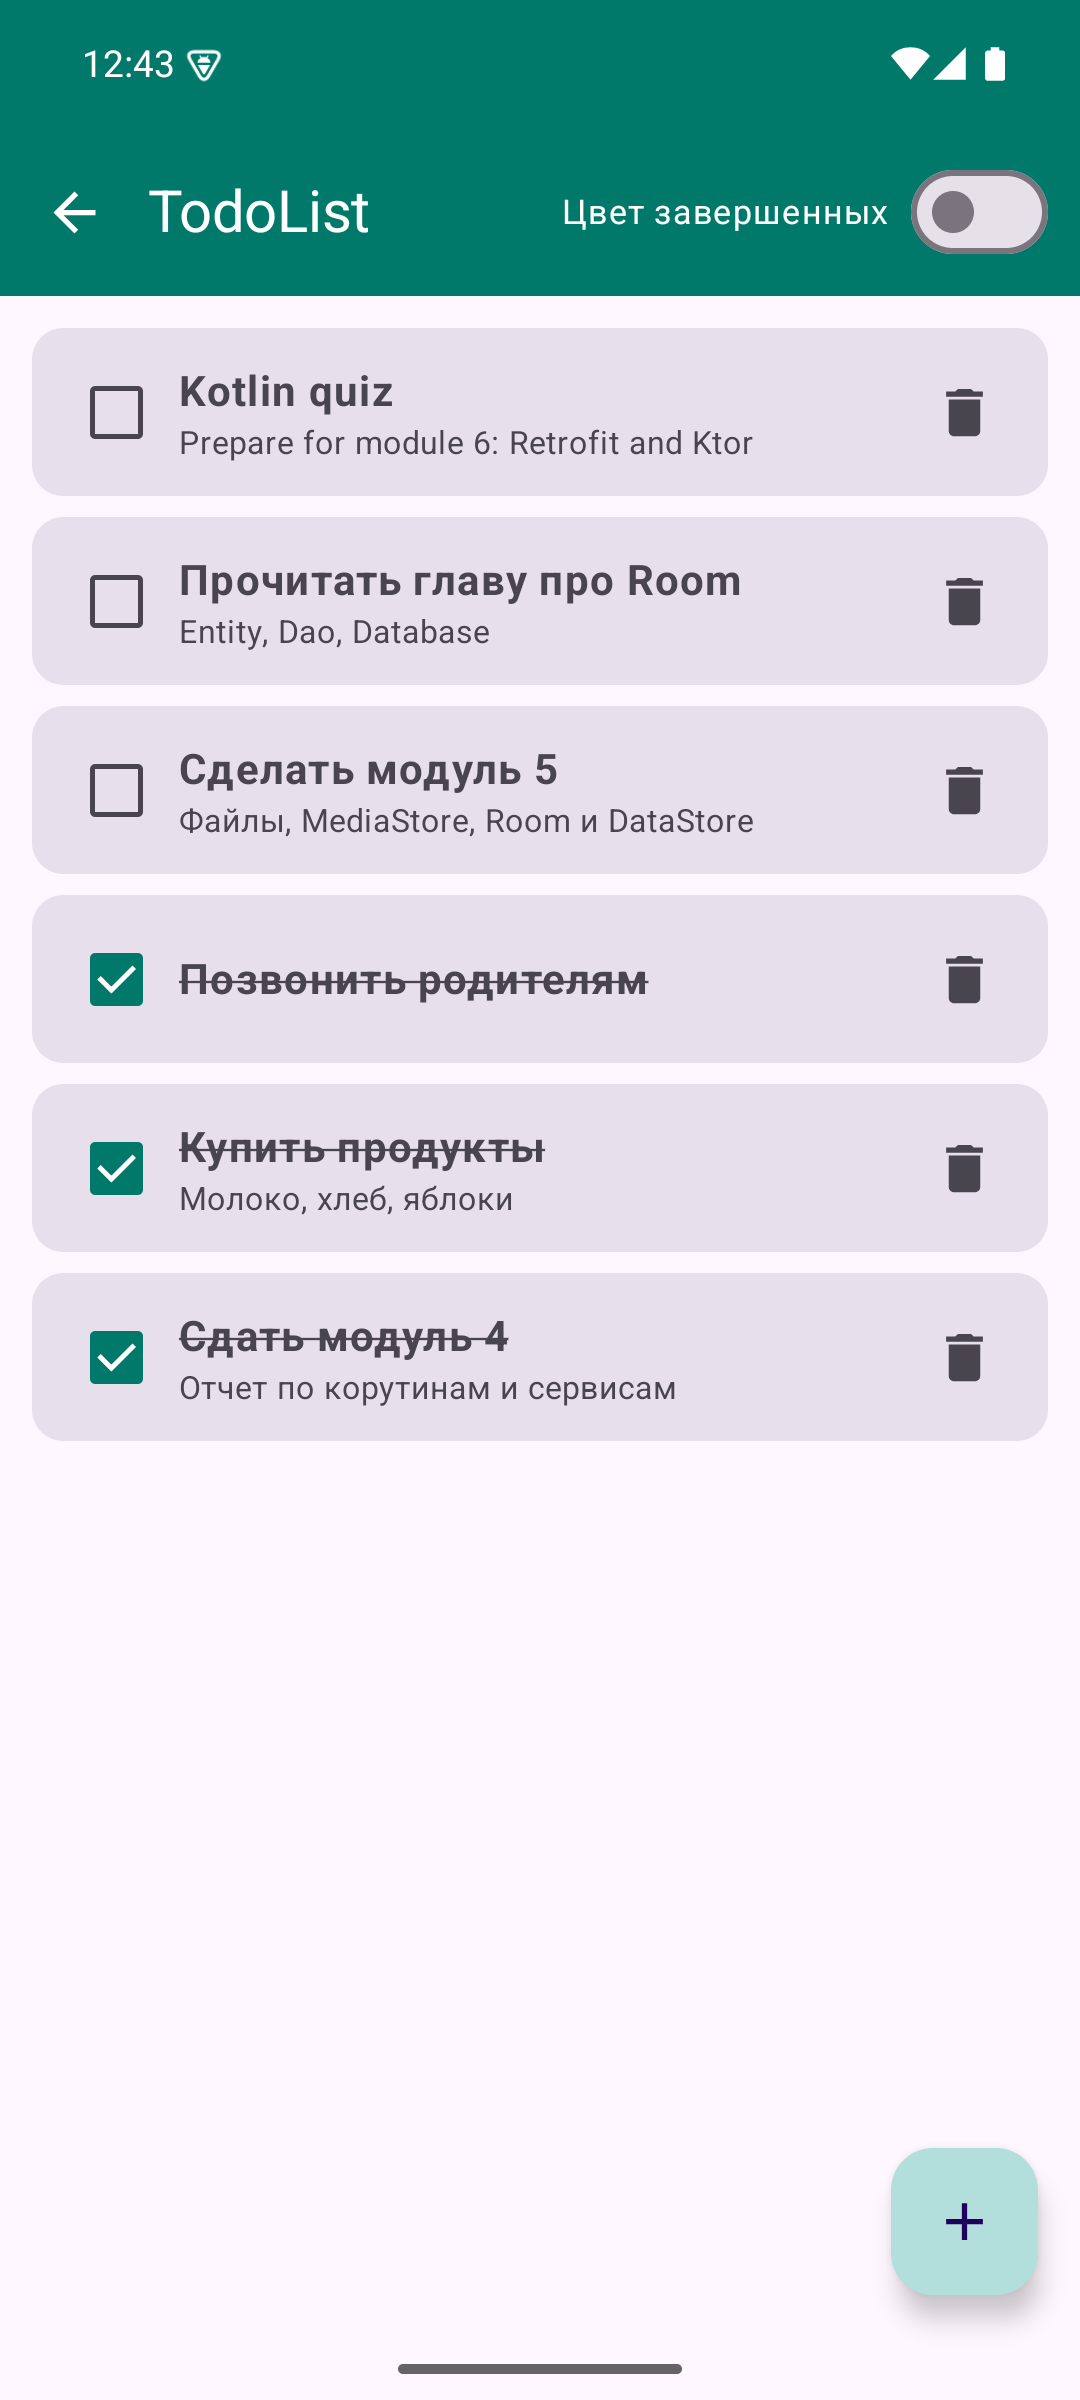 12:43
TodoList
Цвет завершенных
Kotlin quiz
Prepare for module 6: Retrofit and Ktor
Прочитать главу про Room
Entity, Dao, Database
Сделать модуль 5
Файлы, MediaStore, Room и DataStore
Позвонить родителям
Купить продукты
Молоко, хлеб, яблоки
Сдать модуль 4
Отчет по корутинам и сервисам